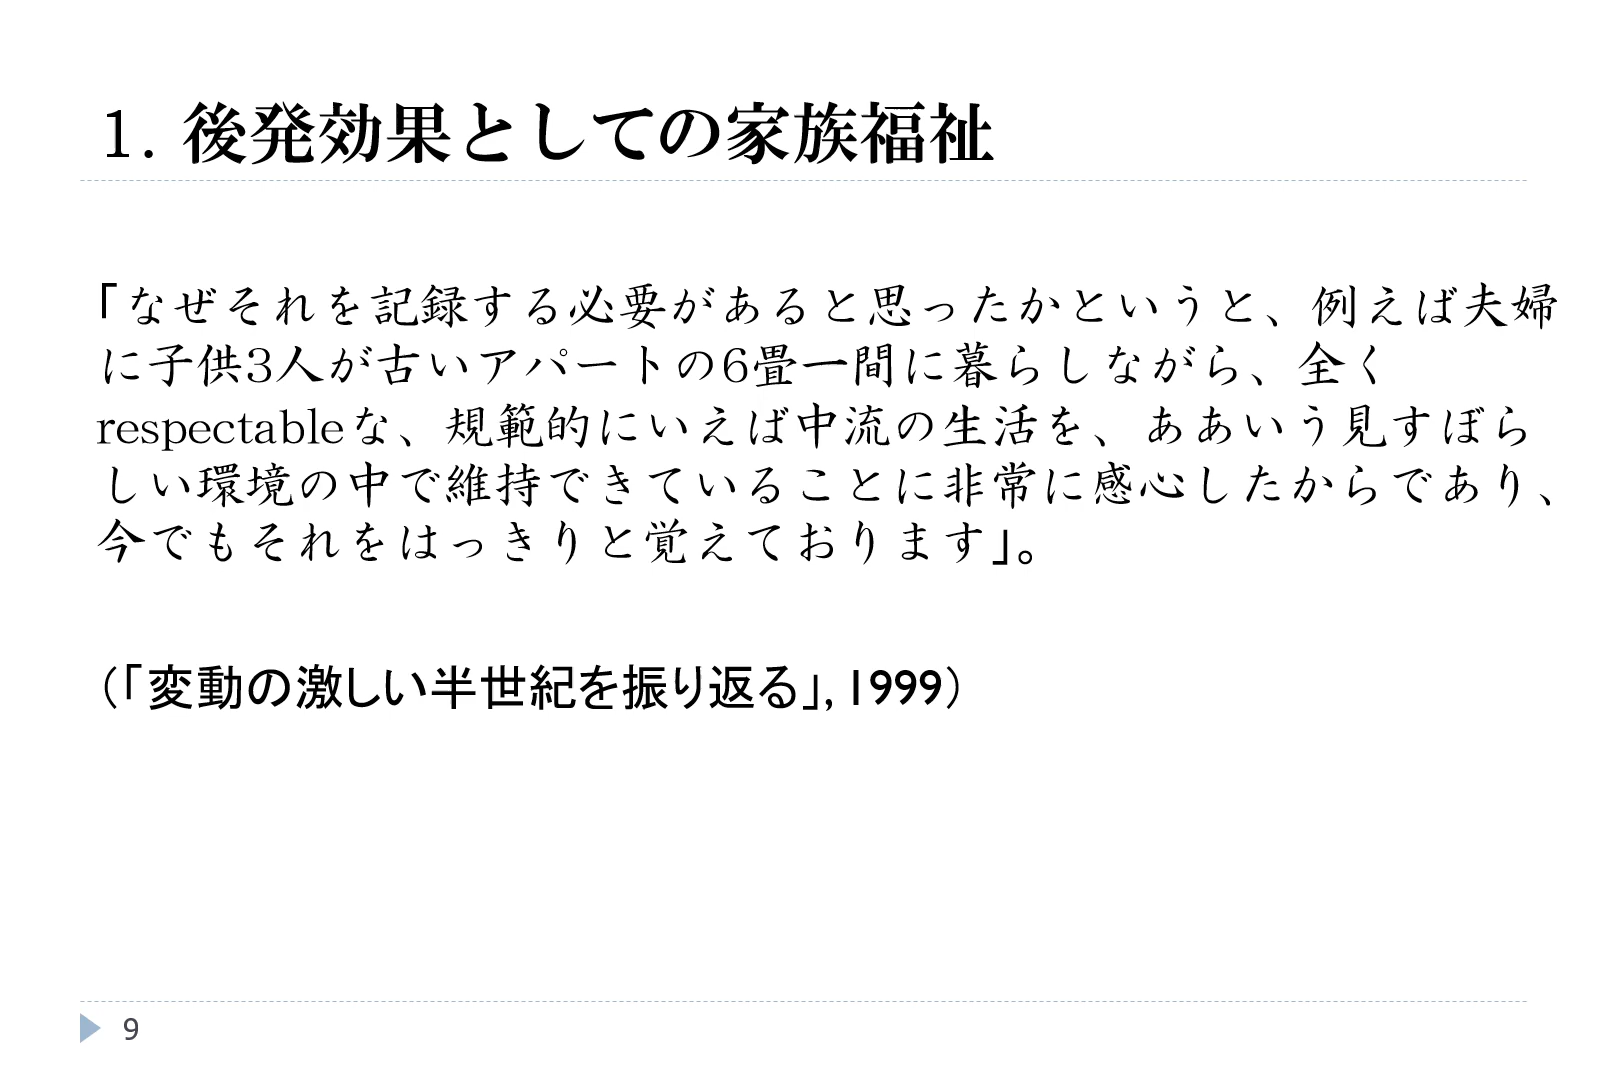 1. 後発効果としての家族福祉
「なぜそれを記録する必要があると思ったかというと、例えば夫婦
に子供3人が古いアパートの6畳一間に暮らしながら、全く
respectableな、規範的にいえば中流の生活を、ああいう見すぼら
しい環境の中で維持できていることに非常に感心したからであり、
今でもそれをはっきりと覚えております」。
(「変動の激しい半世紀を振り返る」, 1999)
9